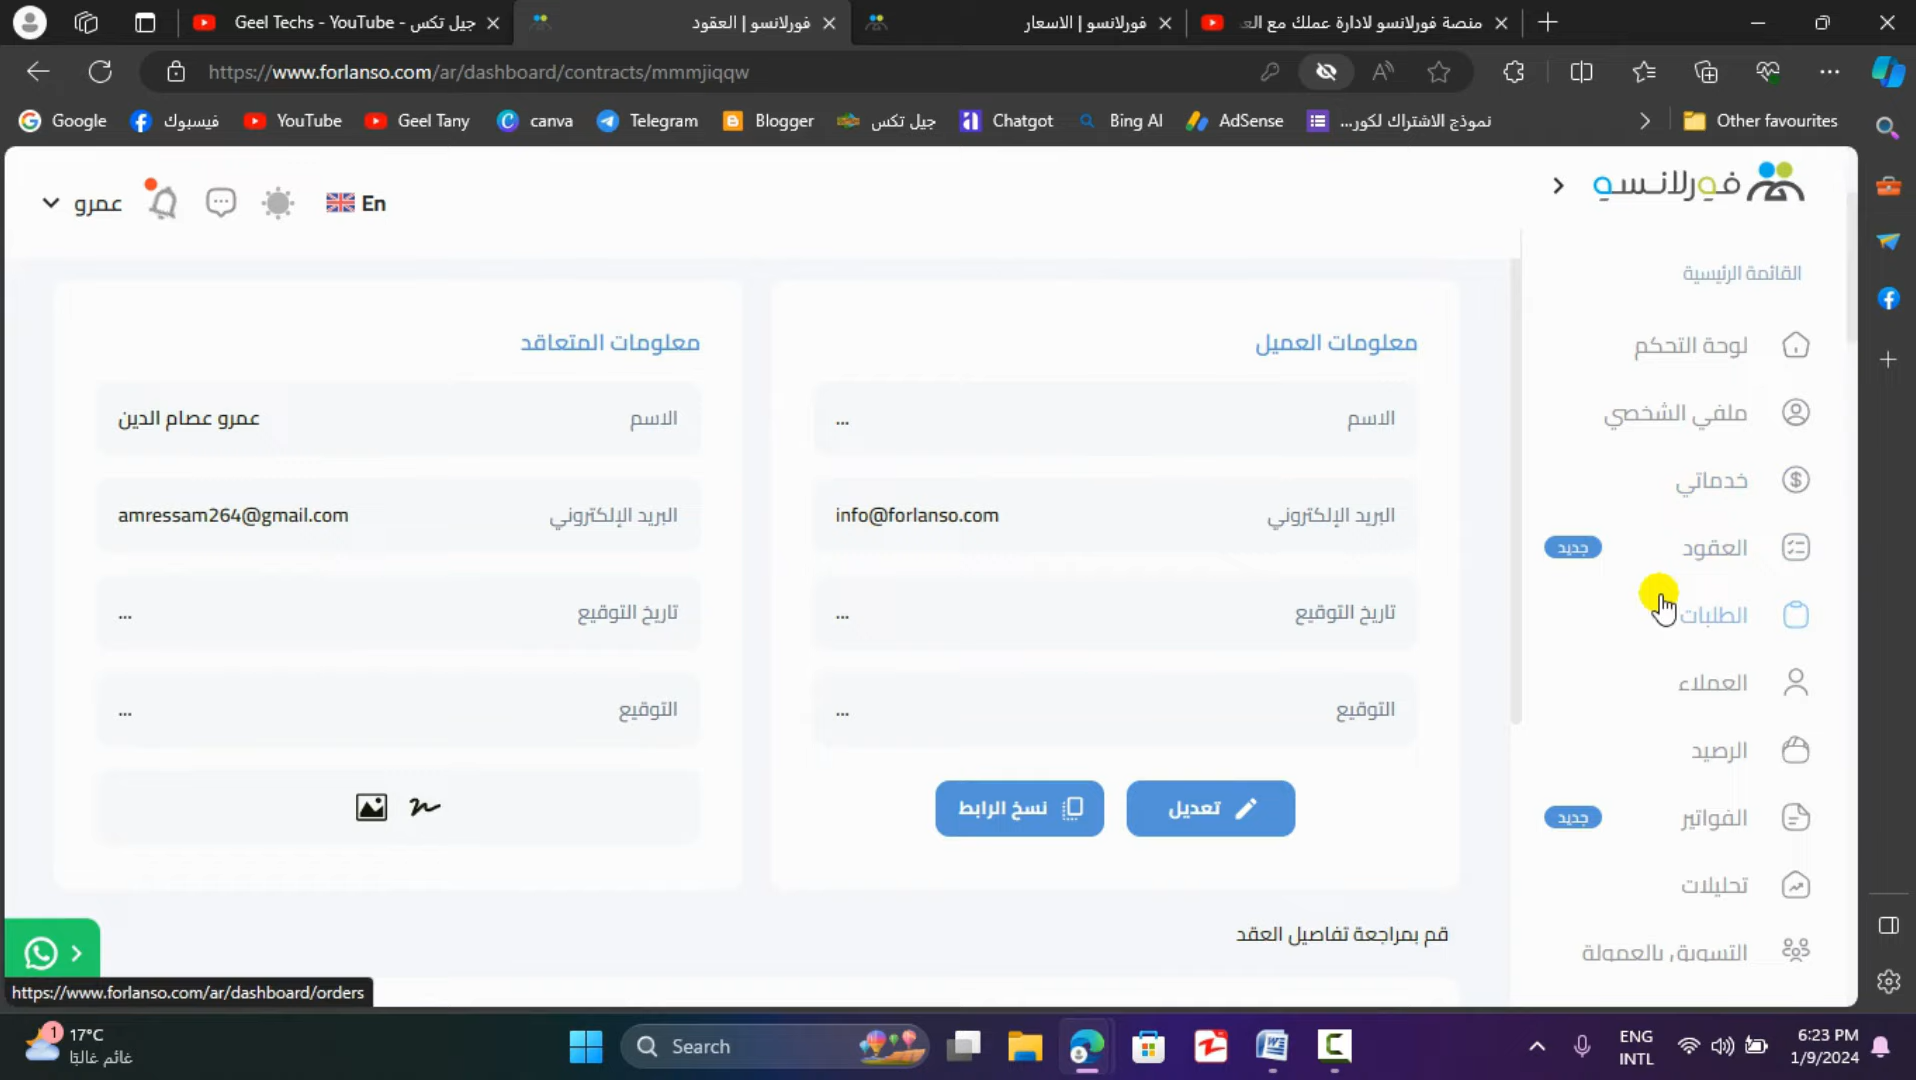 Geel Techs - YouTube - جيل تكس
فورلانسو | العقود
فورلانسو | الاسعار
منصة فورلانسو لادارة عملك مع الع
https://www.forlanso.com/ar/dashboard/contracts/mmmjiqqw
Google
فيسبوك
YouTube
Geel Tany
canva
Telegram
Blogger
جيل تكس
Chatgot
Bing AI
AdSense
نموذج الاشتراك لكور...
Other favourites
فورلانسو
En
عمرو
القائمة الرئيسية
لوحة التحكم
ملفي الشخصي
خدماتي
العقود
جديد
الطلبات
العملاء
الرصيد
الفواتير
جديد
تحليلات
التسويق بالعمولة
معلومات العميل
الاسم
...
البريد الإلكتروني
info@forlanso.com
تاريخ التوقيع
...
التوقيع
...
تعديل
نسخ الرابط
معلومات المتعاقد
الاسم
عمرو عصام الدين
البريد الإلكتروني
amressam264@gmail.com
تاريخ التوقيع
...
التوقيع
...
قم بمراجعة تفاصيل العقد
https://www.forlanso.com/ar/dashboard/orders
1
17°C
غائم غالبًا
Search
ENG
INTL
6:23 PM
1/9/2024